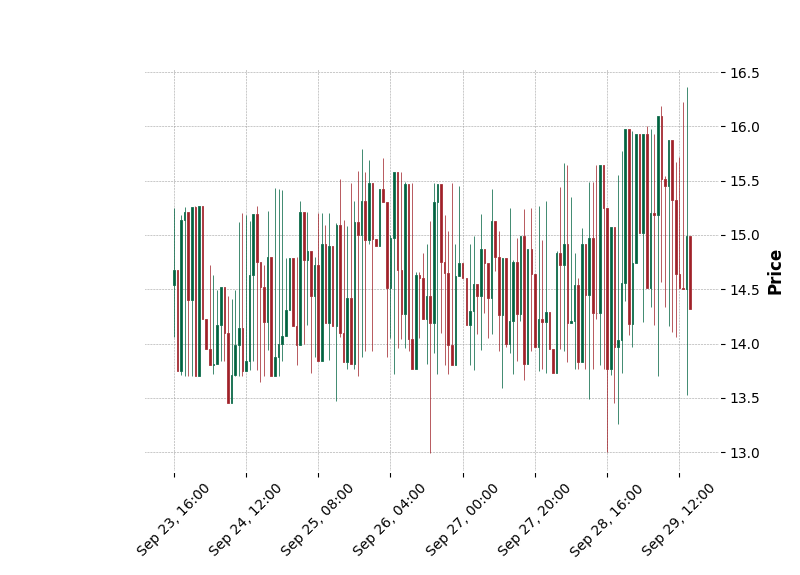 16.5
16.0
15.5
15.0
14.5
14.0
13.5
13.0
Price
Sep 23, 16:00
Sep 24, 12:00
Sep 25, 08:00
Sep 26, 04:00
Sep 27, 00:00
Sep 27, 20:00
Sep 28, 16:00
Sep 29, 12:00